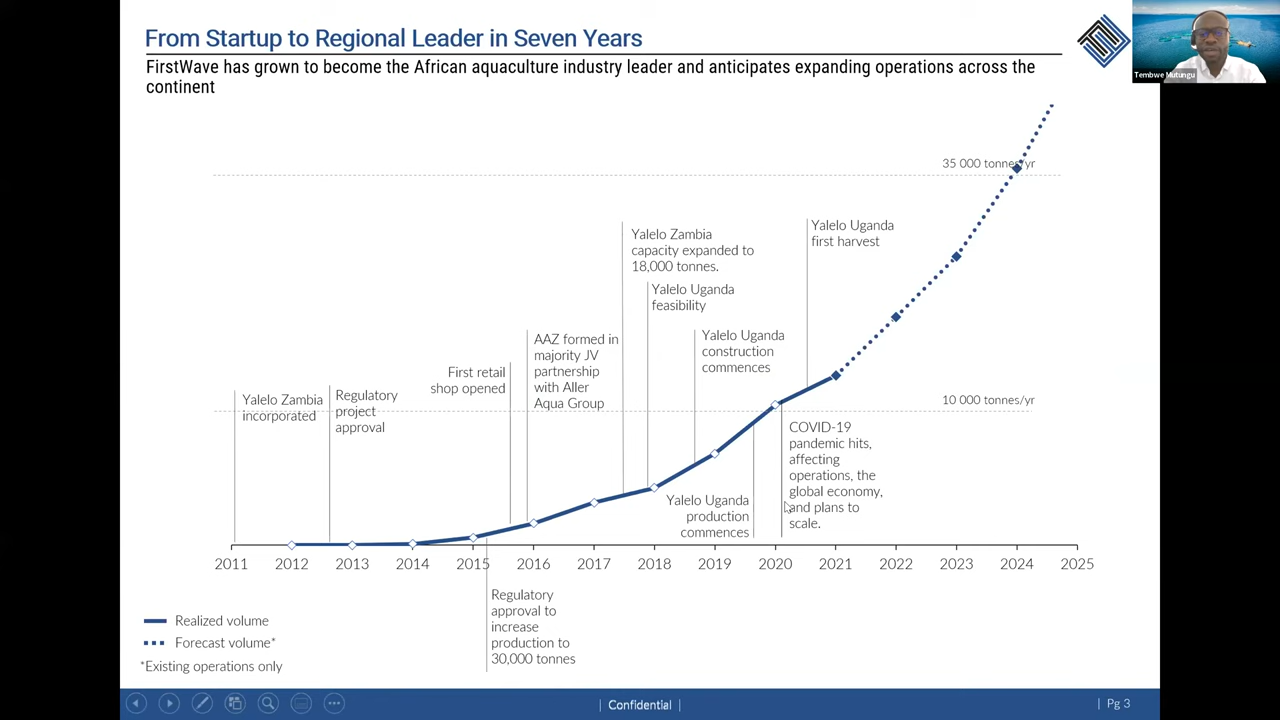 From Startup to Regional Leader in Seven Years
FirstWave has grown to become the African aquaculture industry leader and anticipates expanding operations across the
continent
Tembwe Mutungu
35 000 tonnes/yr
Yalelo Zambia
capacity expanded to
18,000 tonnes.
Yalelo Uganda
first harvest
Yalelo Uganda
feasibility
AAZ formed in
majority JV
partnership
with Aller
Aqua Group
Yalelo Uganda
construction
commences
First retail
shop opened
Yalelo Zambia
incorporated
Regulatory
project
approval
10 000 tonnes/yr
COVID-19
pandemic hits,
affecting
operations, the
global economy,
and plans to
scale.
Yalelo Uganda
production
commences
2011 2012 2013 2014 2015 2016 2017 2018 2019 2020 2021 2022 2023 2024 2025
Regulatory
approval to
increase
production to
30,000 tonnes
Realized volume
Forecast volume*
*Existing operations only
| Confidential |
| Pg 3